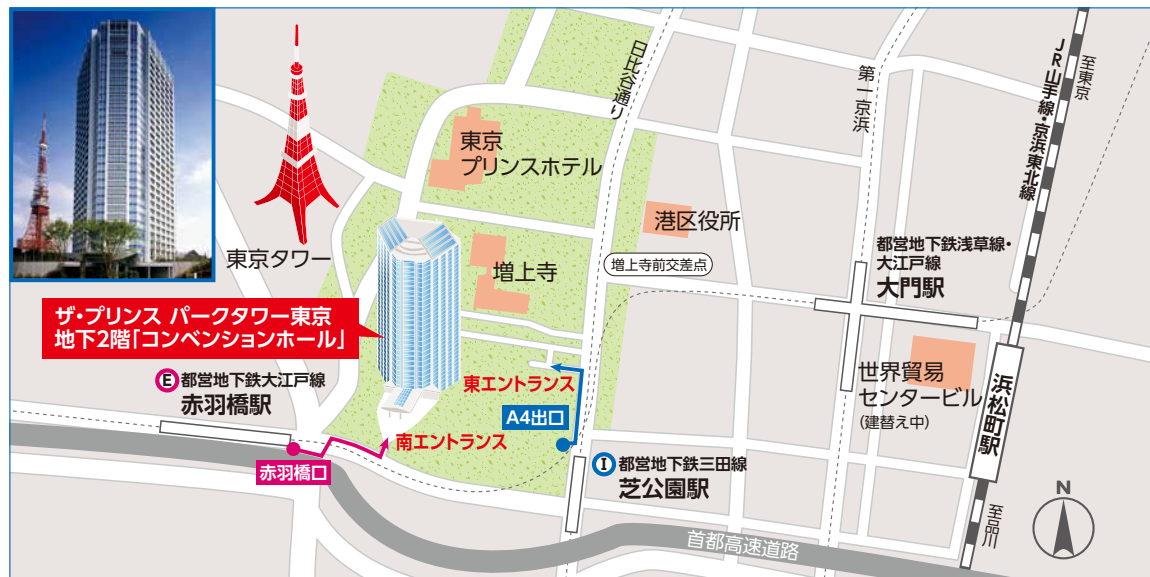 日比谷通り
第一京浜
至東京
JR山手線・京浜東北線
東京
プリンスホテル
港区役所
東京タワー
増上寺
増上寺前交差点
都営地下鉄浅草線・
大江戸線
大門駅
ザ・プリンス パークタワー東京
地下2階「コンベンションホール」
世界貿易
センタービル
(建替え中)
浜松町駅
E 都営地下鉄大江戸線
赤羽橋駅
東エントランス
A4出口
南エントランス
赤羽橋口
I 都営地下鉄三田線
芝公園駅
至品川
N
首都高速道路